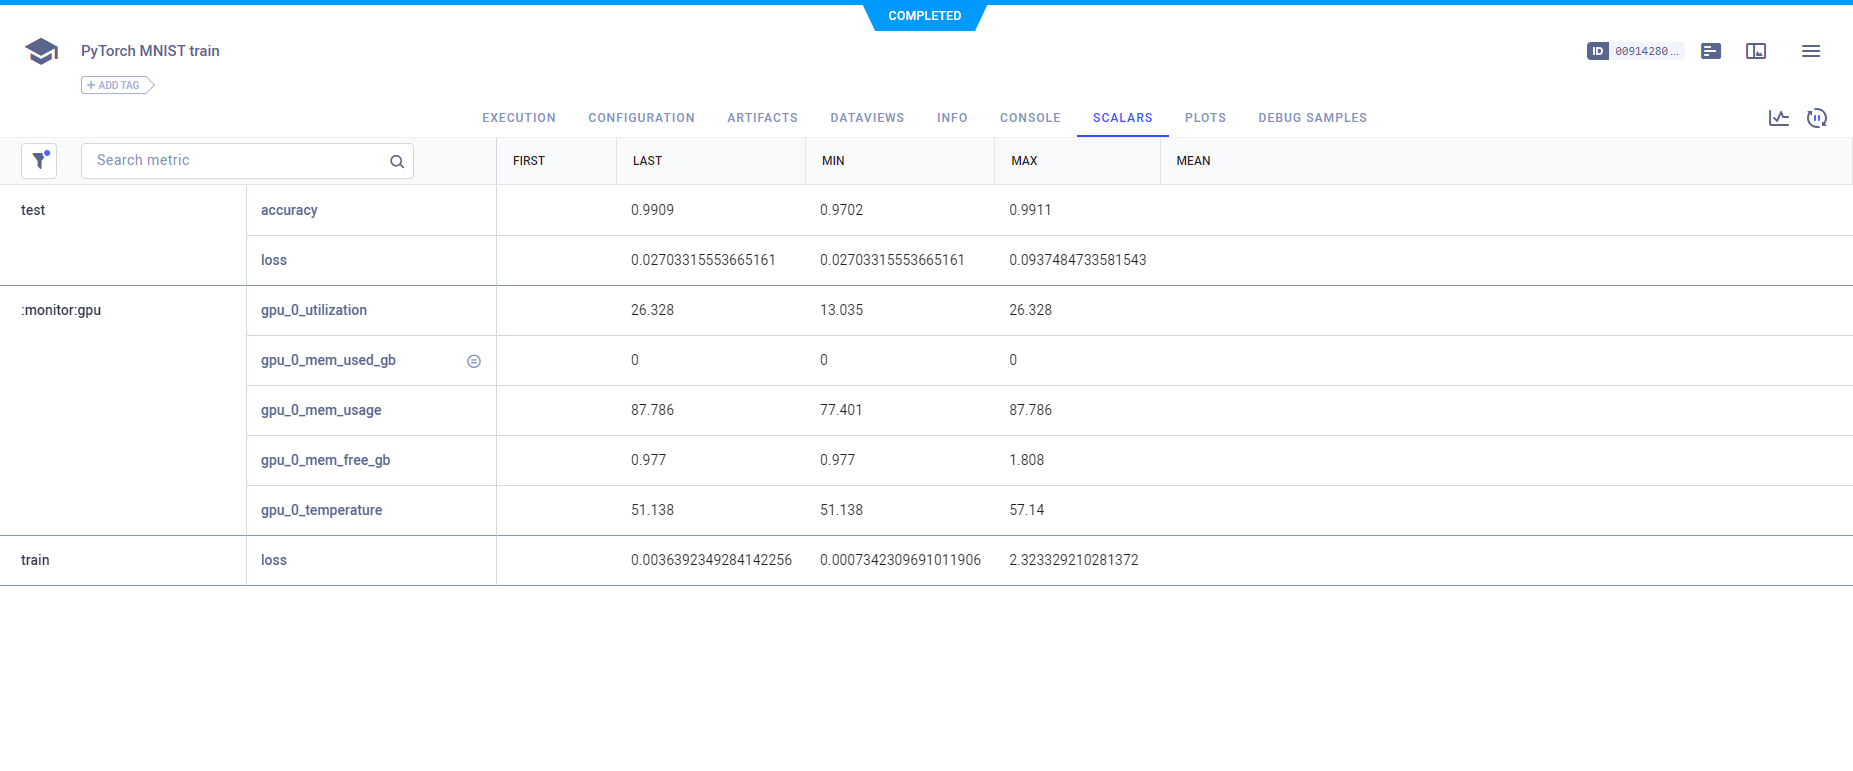 COMPLETED
PyTorch MNIST train
ID 00914280...
+ ADD TAG
EXECUTION CONFIGURATION ARTIFACTS DATAVIEWS INFO CONSOLE SCALARS PLOTS DEBUG SAMPLES
Search metric FIRST LAST MIN MAX MEAN
test accuracy 0.9909 0.9702 0.9911
loss 0.02703315553665161 0.02703315553665161 0.0937484733581543
:monitor:gpu gpu_0_utilization 26.328 13.035 26.328
gpu_0_mem_used_gb 0 0 0
gpu_0_mem_usage 87.786 77.401 87.786
gpu_0_mem_free_gb 0.977 0.977 1.808
gpu_0_temperature 51.138 51.138 57.14
train loss 0.0036392349284142256 0.0007342309691011906 2.323329210281372